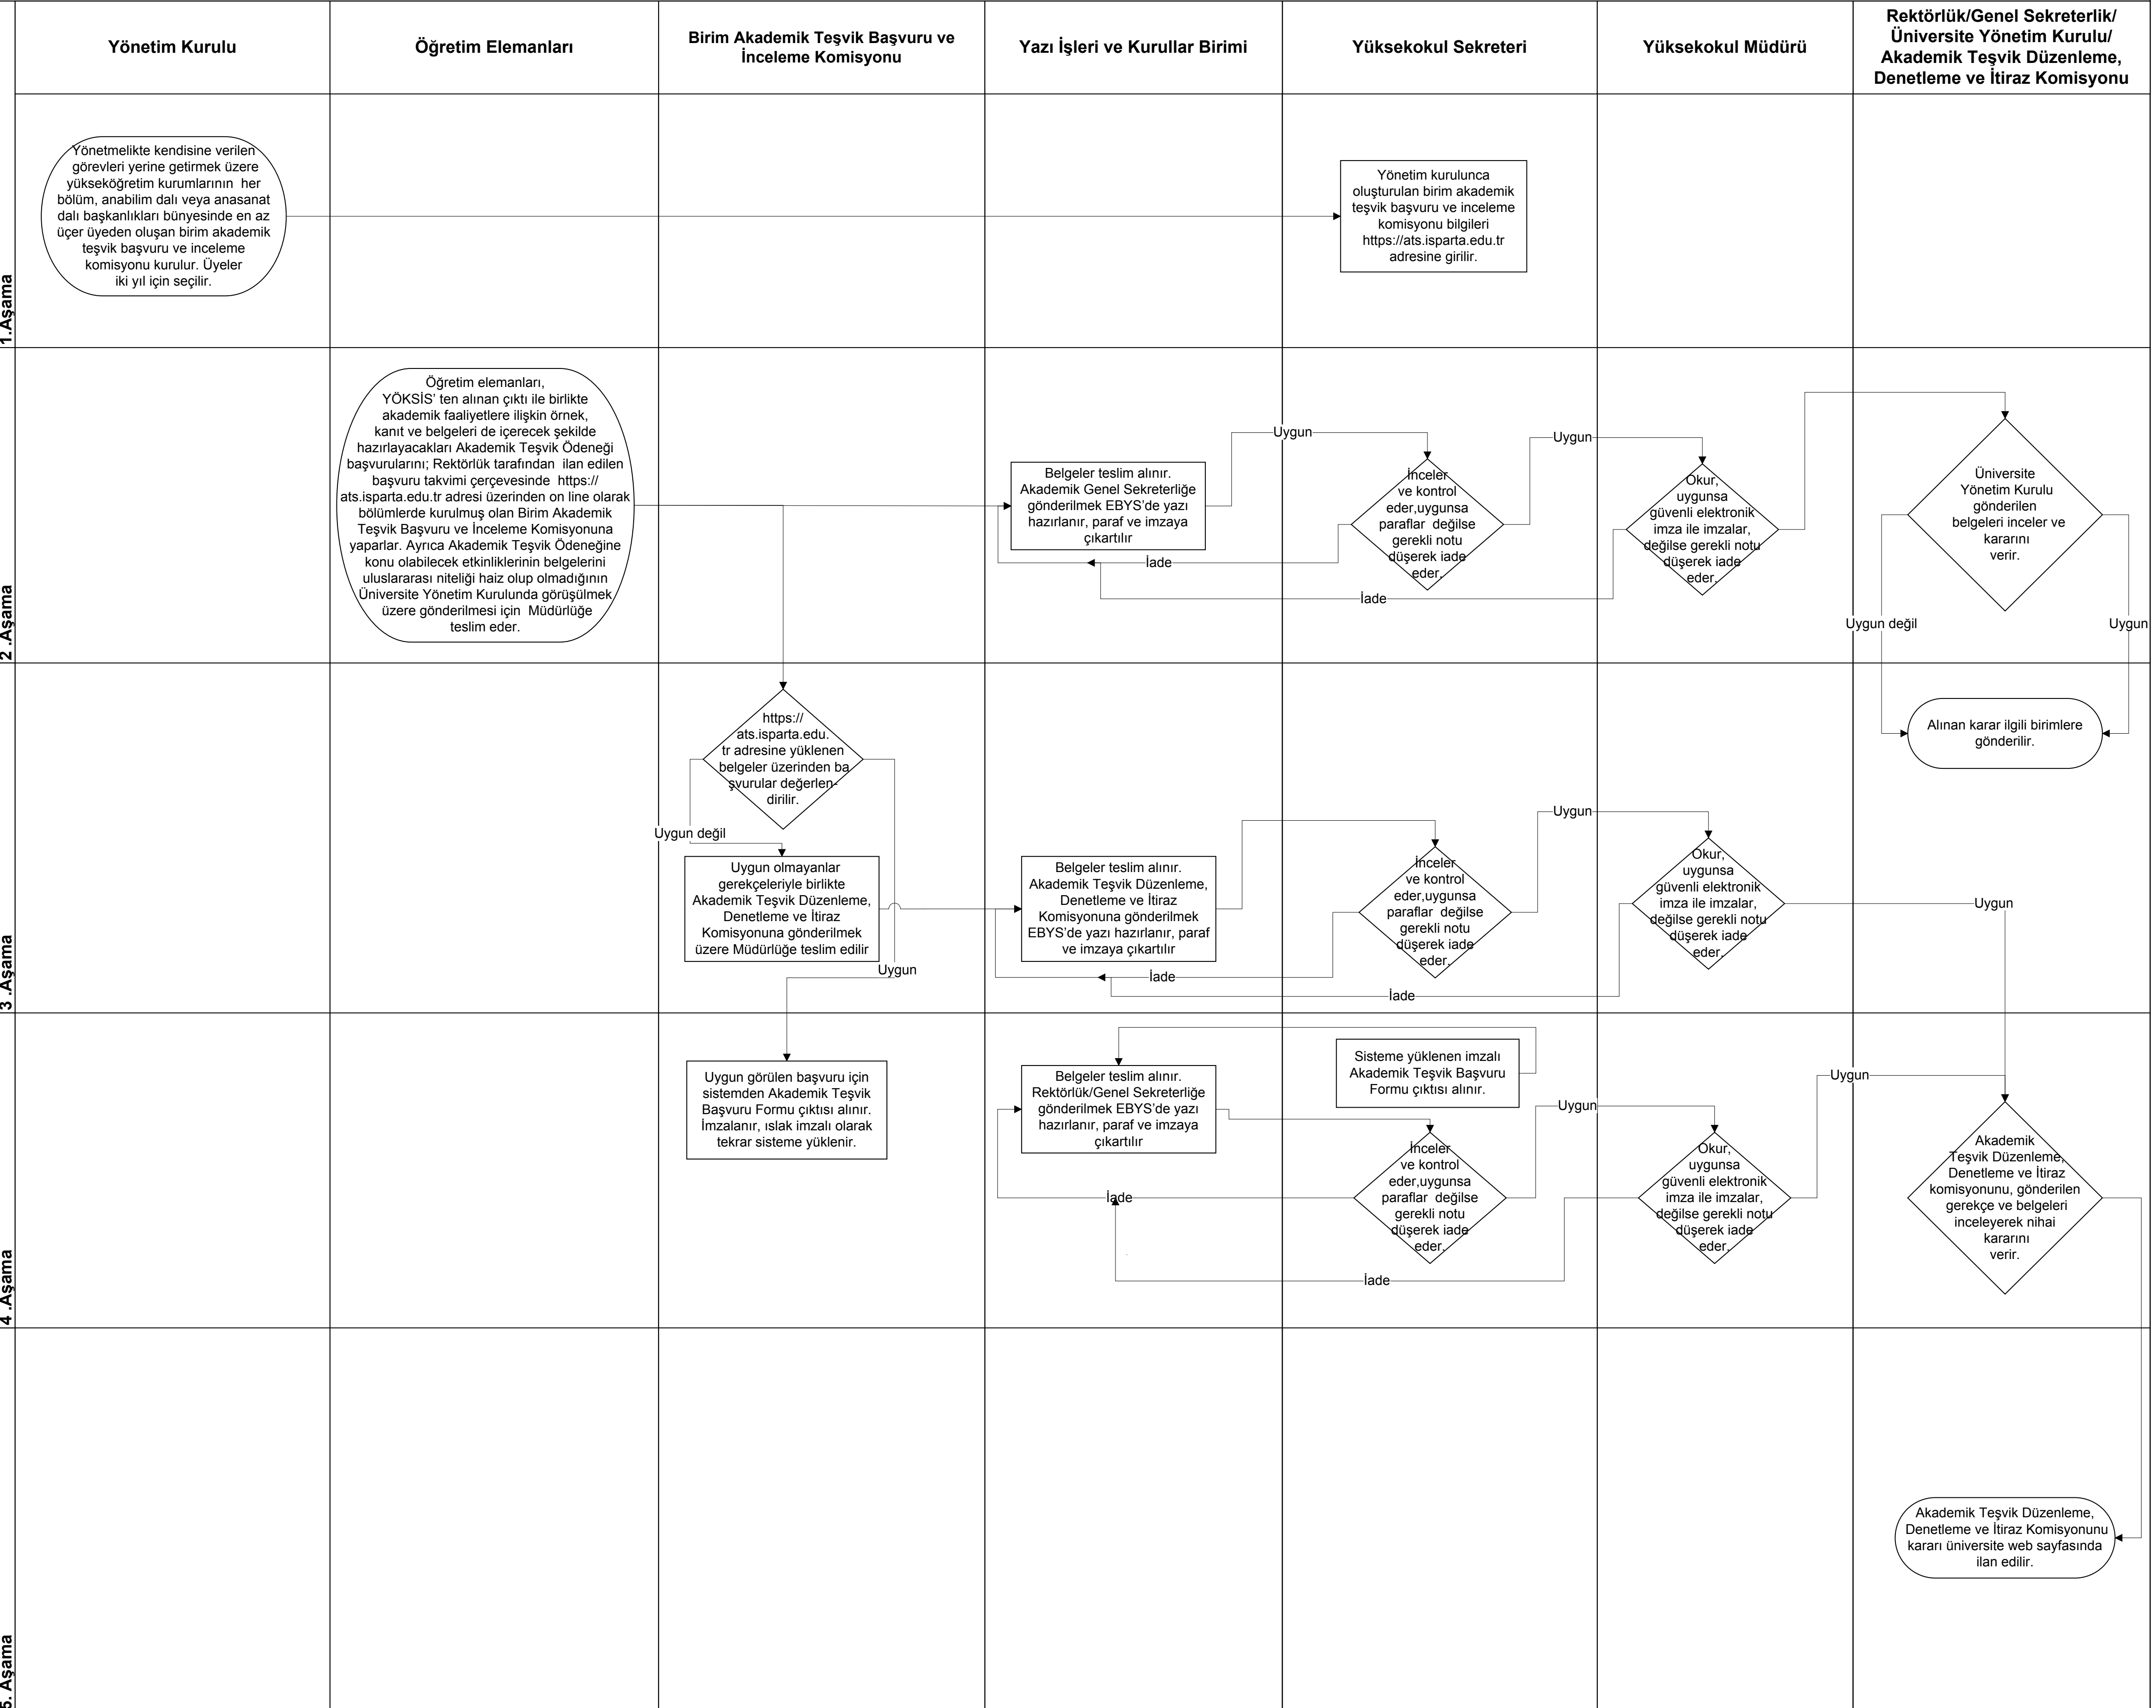 Yönetim Kurulu
Öğretim Elemanları
Birim Akademik Teşvik Başvuru ve
İnceleme Komisyonu
Yazı İşleri ve Kurullar Birimi
Yüksekokul Sekreteri
Yüksekokul Müdürü
Rektörlük/Genel Sekreterlik/
Üniversite Yönetim Kurulu/
Akademik Teşvik Düzenleme,
Denetleme ve İtiraz Komisyonu
1.Aşama
Yönetmelikte kendisine verilen
görevleri yerine getirmek üzere
yükseköğretim kurumlarının  her
bölüm, anabilim dalı veya anasanat
dalı başkanlıkları bünyesinde en az
üçer üyeden oluşan birim akademik
teşvik başvuru ve inceleme
komisyonu kurulur. Üyeler
iki yıl için seçilir.
Yönetim kurulunca
oluşturulan birim akademik
teşvik başvuru ve inceleme
komisyonu bilgileri
https://ats.isparta.edu.tr
adresine girilir.
2 .Aşama
Öğretim elemanları,
YÖKSİS’ ten alınan çıktı ile birlikte
akademik faaliyetlere ilişkin örnek,
kanıt ve belgeleri de içerecek şekilde
hazırlayacakları Akademik Teşvik Ödeneği
başvurularını; Rektörlük tarafından  ilan edilen
başvuru takvimi çerçevesinde  https://
ats.isparta.edu.tr adresi üzerinden on line olarak
bölümlerde kurulmuş olan Birim Akademik
Teşvik Başvuru ve İnceleme Komisyonuna
yaparlar. Ayrıca Akademik Teşvik Ödeneğine
konu olabilecek etkinliklerinin belgelerini
uluslararası niteliği haiz olup olmadığının
Üniversite Yönetim Kurulunda görüşülmek
üzere gönderilmesi için  Müdürlüğe
teslim eder.
Belgeler teslim alınır.
Akademik Genel Sekreterliğe
gönderilmek EBYS’de yazı
hazırlanır, paraf ve imzaya
çıkartılır
Uygun
İnceler
ve kontrol
eder,uygunsa
paraflar  değilse
gerekli notu
düşerek iade
eder.
Uygun
Okur,
uygunsa
güvenli elektronik
imza ile imzalar,
değilse gerekli notu
düşerek iade
eder.
İade
İade
Üniversite
Yönetim Kurulu
gönderilen
belgeleri inceler ve
kararını
verir.
Uygun değil
Uygun
3 .Aşama
https://
ats.isparta.edu.
tr adresine yüklenen
belgeler üzerinden ba
şvurular değerlen-
dirilir.
Uygun değil
Uygun olmayanlar
gerekçeleriyle birlikte
Akademik Teşvik Düzenleme,
Denetleme ve İtiraz
Komisyonuna gönderilmek
üzere Müdürlüğe teslim edilir
Uygun
Belgeler teslim alınır.
Akademik Teşvik Düzenleme,
Denetleme ve İtiraz
Komisyonuna gönderilmek
EBYS’de yazı hazırlanır, paraf
ve imzaya çıkartılır
İnceler
ve kontrol
eder,uygunsa
paraflar  değilse
gerekli notu
düşerek iade
eder.
Uygun
Okur,
uygunsa
güvenli elektronik
imza ile imzalar,
değilse gerekli notu
düşerek iade
eder.
İade
İade
Uygun
Alınan karar ilgili birimlere
gönderilir.
4 .Aşama
Uygun görülen başvuru için
sistemden Akademik Teşvik
Başvuru Formu çıktısı alınır.
İmzalanır, ıslak imzalı olarak
tekrar sisteme yüklenir.
Belgeler teslim alınır.
Rektörlük/Genel Sekreterliğe
gönderilmek EBYS’de yazı
hazırlanır, paraf ve imzaya
çıkartılır
Sisteme yüklenen imzalı
Akademik Teşvik Başvuru
Formu çıktısı alınır.
İnceler
ve kontrol
eder,uygunsa
paraflar  değilse
gerekli notu
düşerek iade
eder.
Uygun
Okur,
uygunsa
güvenli elektronik
imza ile imzalar,
değilse gerekli notu
düşerek iade
eder.
İade
İade
Uygun
Akademik
Teşvik Düzenleme,
Denetleme ve İtiraz
komisyonunu, gönderilen
gerekçe ve belgeleri
inceleyerek nihai
kararını
verir.
5. Aşama
Akademik Teşvik Düzenleme,
Denetleme ve İtiraz Komisyonunu
kararı üniversite web sayfasında
ilan edilir.